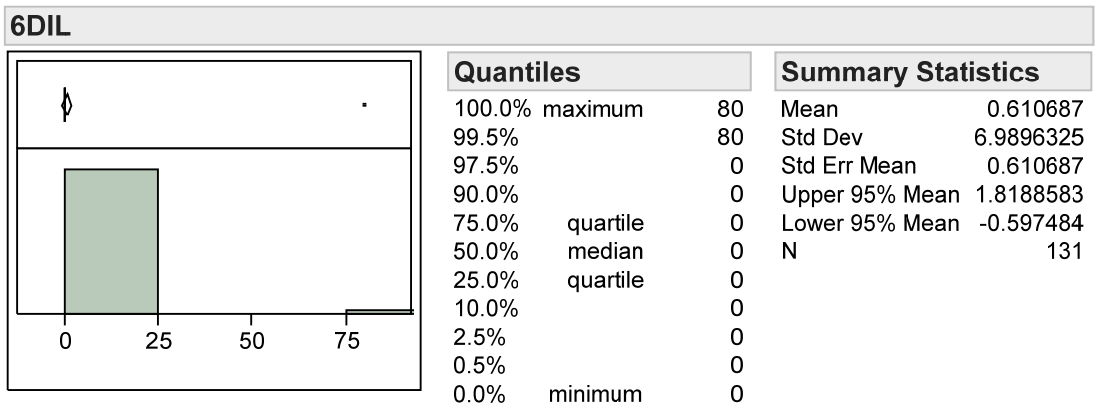 6DIL
0 25 50 75
Quantiles
100.0% maximum 80
99.5% 80
97.5% 0
90.0% 0
75.0% quartile 0
50.0% median 0
25.0% quartile 0
10.0% 0
2.5% 0
0.5% 0
0.0% minimum 0
Summary Statistics
Mean 0.610687
Std Dev 6.9896325
Std Err Mean 0.610687
Upper 95% Mean 1.8188583
Lower 95% Mean -0.597484
N 131